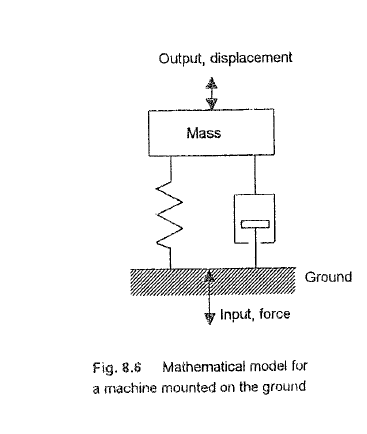 Output, displacement
Mass
Ground
Input, force
Fig. 8.6 Mathematical model for
a machine mounted on the ground